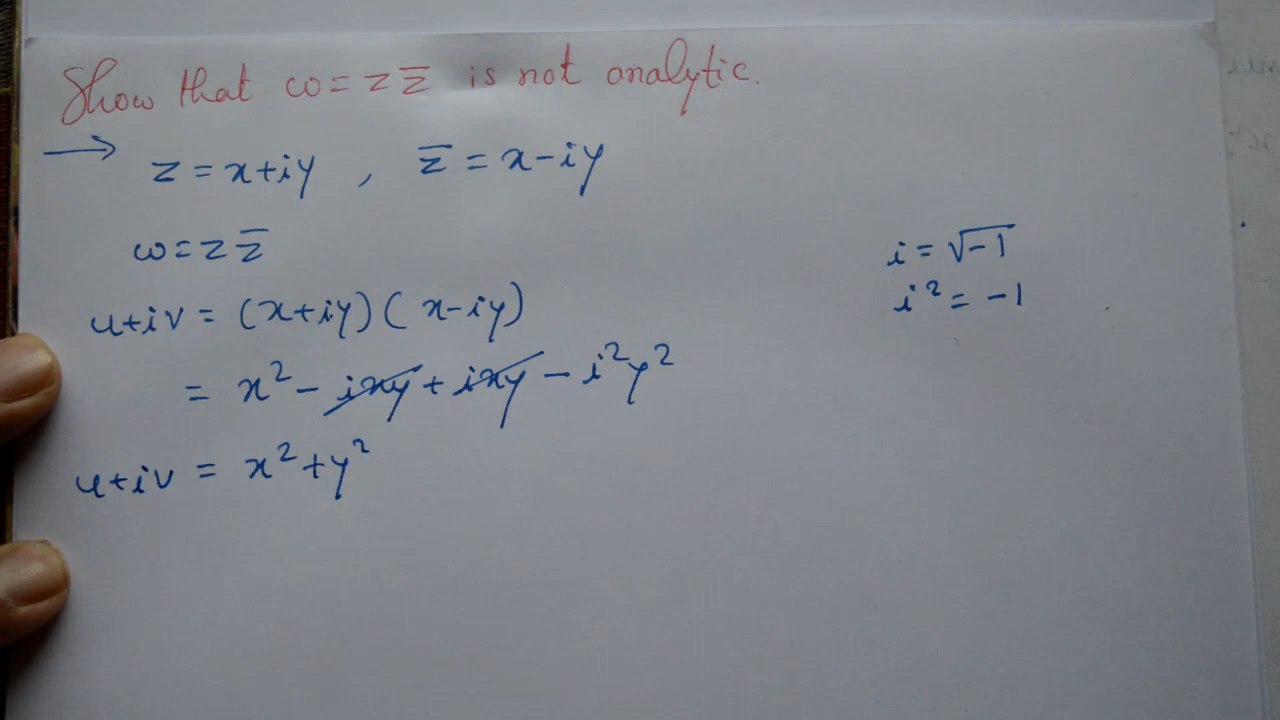 Show that ω = z z̅ is not analytic.
→ z = x+iy , z̅ = x-iy
ω = z z̅
i = √-1
u+iv = (x+iy)(x-iy)
i² = -1
= x² - ixy + ixy - i²y²
u+iv = x²+y²